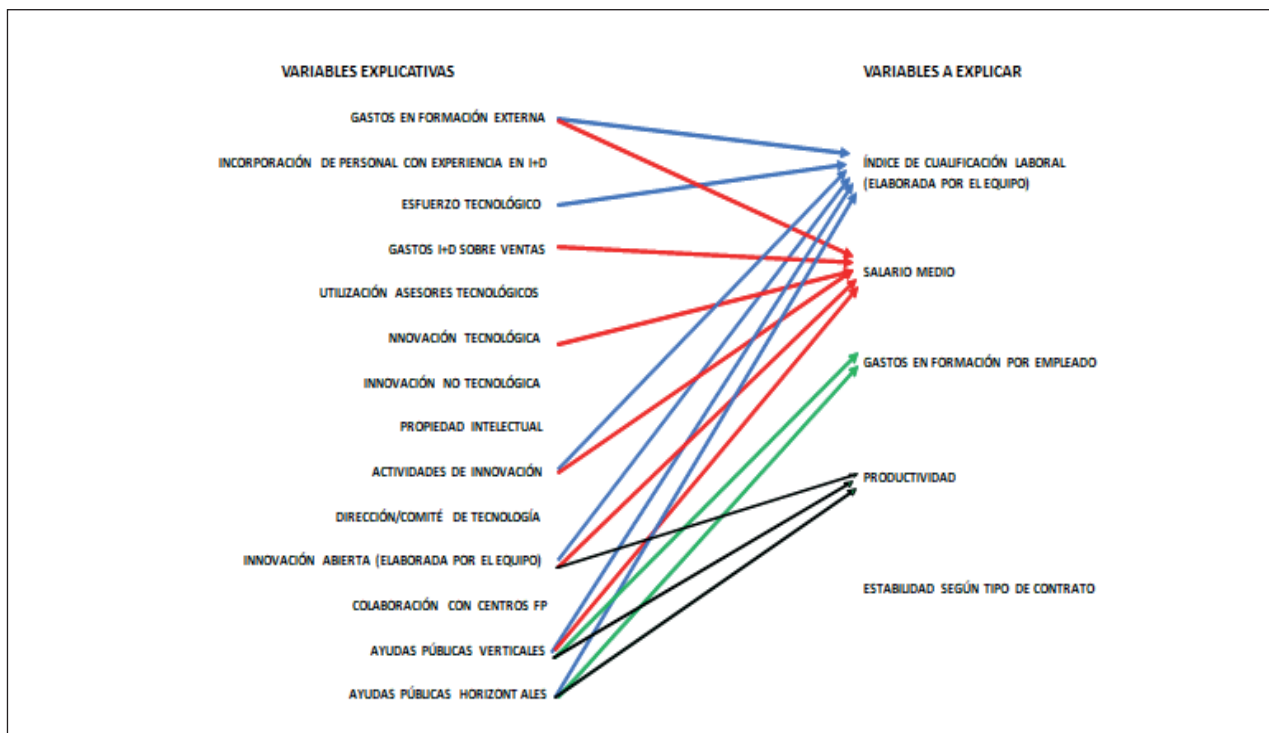 VARIABLES EXPLICATIVAS
VARIABLES A EXPLICAR
GASTOS EN FORMACIÓN EXTERNA
INCORPORACIÓN DE PERSONAL CON EXPERIENCIA EN I+D
ESFUERZO TECNOLÓGICO
GASTOS I+D SOBRE VENTAS
UTILIZACIÓN ASESORES TECNOLÓGICOS
NNOVACIÓN TECNOLÓGICA
INNOVACIÓN NO TECNOLÓGICA
PROPIEDAD INTELECTUAL
ACTIVIDADES DE INNOVACIÓN
DIRECCIÓN/COMITÉ DE TECNOLOGÍA
INNOVACIÓN ABIERTA (ELABORADA POR EL EQUIPO)
COLABORACIÓN CON CENTROS FP
AYUDAS PÚBLICAS VERTICALES
AYUDAS PÚBLICAS HORIZONTALES
ÍNDICE DE CUALIFICACIÓN LABORAL
(ELABORADA POR EL EQUIPO)
SALARIO MEDIO
GASTOS EN FORMACIÓN POR EMPLEADO
PRODUCTIVIDAD
ESTABILIDAD SEGÚN TIPO DE CONTRATO